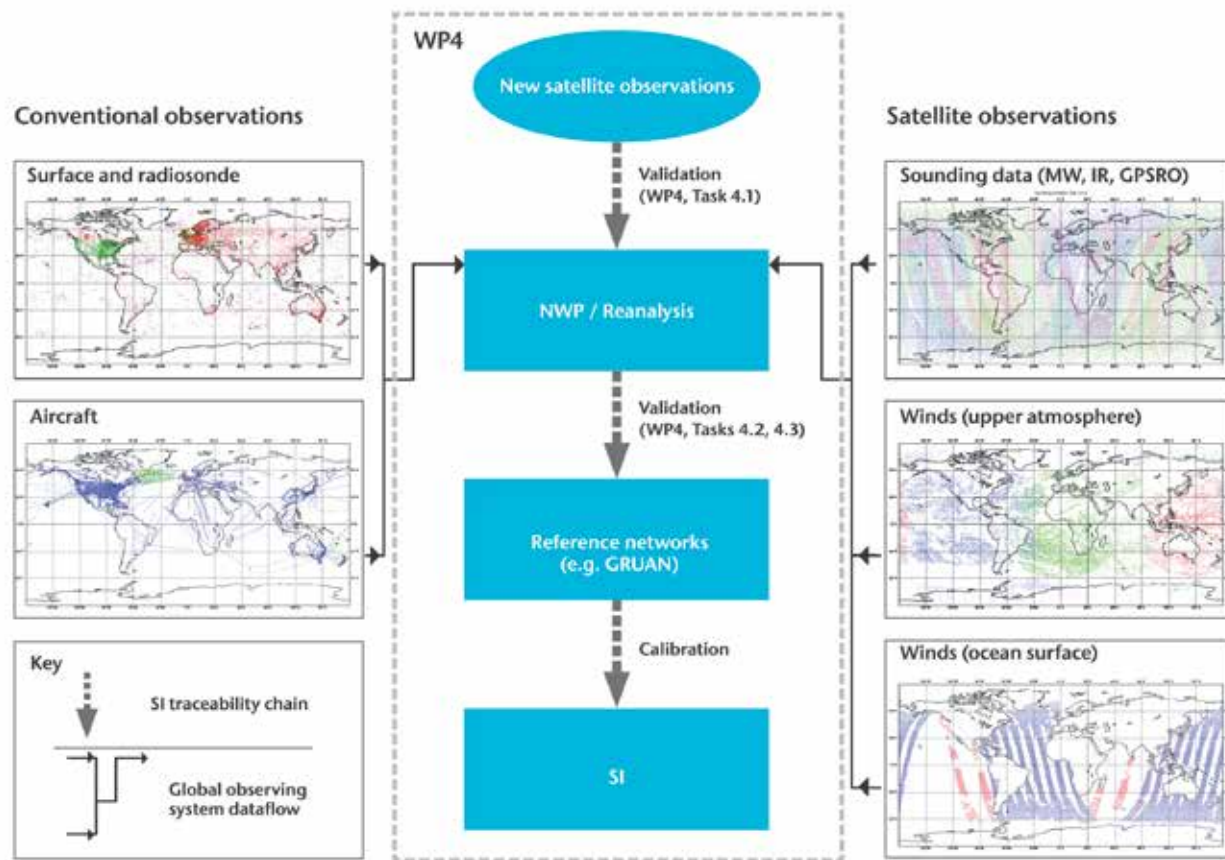 WP4
New satellite observations
Conventional observations
Satellite observations
Surface and radiosonde
Validation
(WP4, Task 4.1)
Sounding data (MW, IR, GPSRO)
NWP / Reanalysis
Aircraft
Validation
(WP4, Tasks 4.2, 4.3)
Winds (upper atmosphere)
Reference networks
(e.g. GRUAN)
Key
SI traceability chain
Global observing
system dataflow
Calibration
Winds (ocean surface)
SI